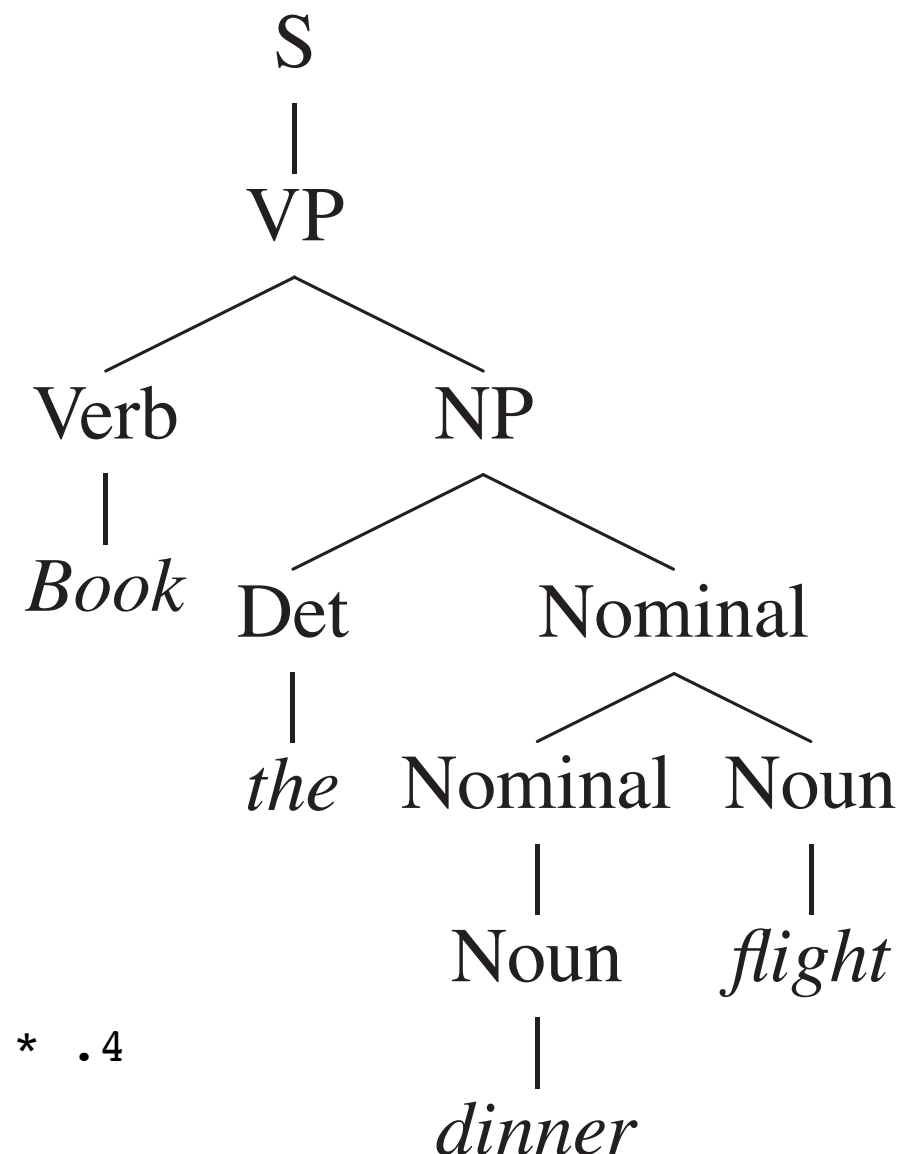 S
VP
Verb NP
Book Det Nominal
the Nominal Noun
Noun flight
* .4
dinner